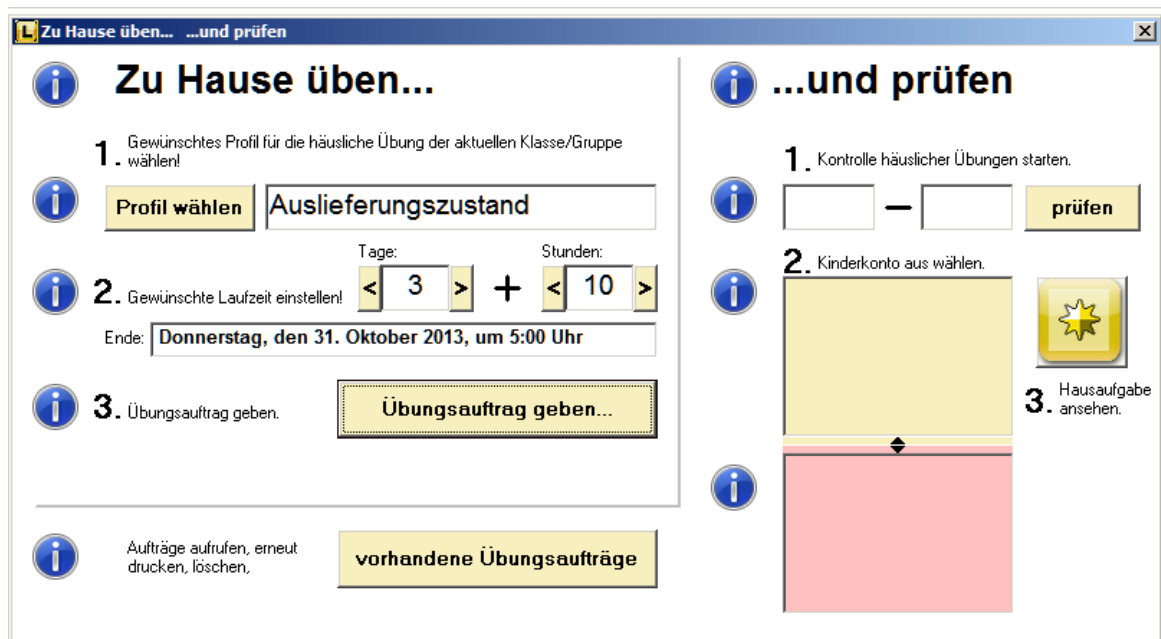 L Zu Hause üben... ...und prüfen
Zu Hause üben...
1. Gewünschtes Profil für die häusliche Übung der aktuellen Klasse/Gruppe
wählen!
Profil wählen Auslieferungszustand
Tage: Stunden:
2. Gewünschte Laufzeit einstellen! < 3 > + < 10 >
Ende: Donnerstag, den 31. Oktober 2013, um 5:00 Uhr
3. Übungsauftrag geben. Übungsauftrag geben...
Aufträge aufrufen, erneut
drucken, löschen,
vorhandene Übungsaufträge
...und prüfen
1. Kontrolle häuslicher Übungen starten.
– prüfen
2. Kinderkonto aus wählen.
3. Hausaufgabe
ansehen.